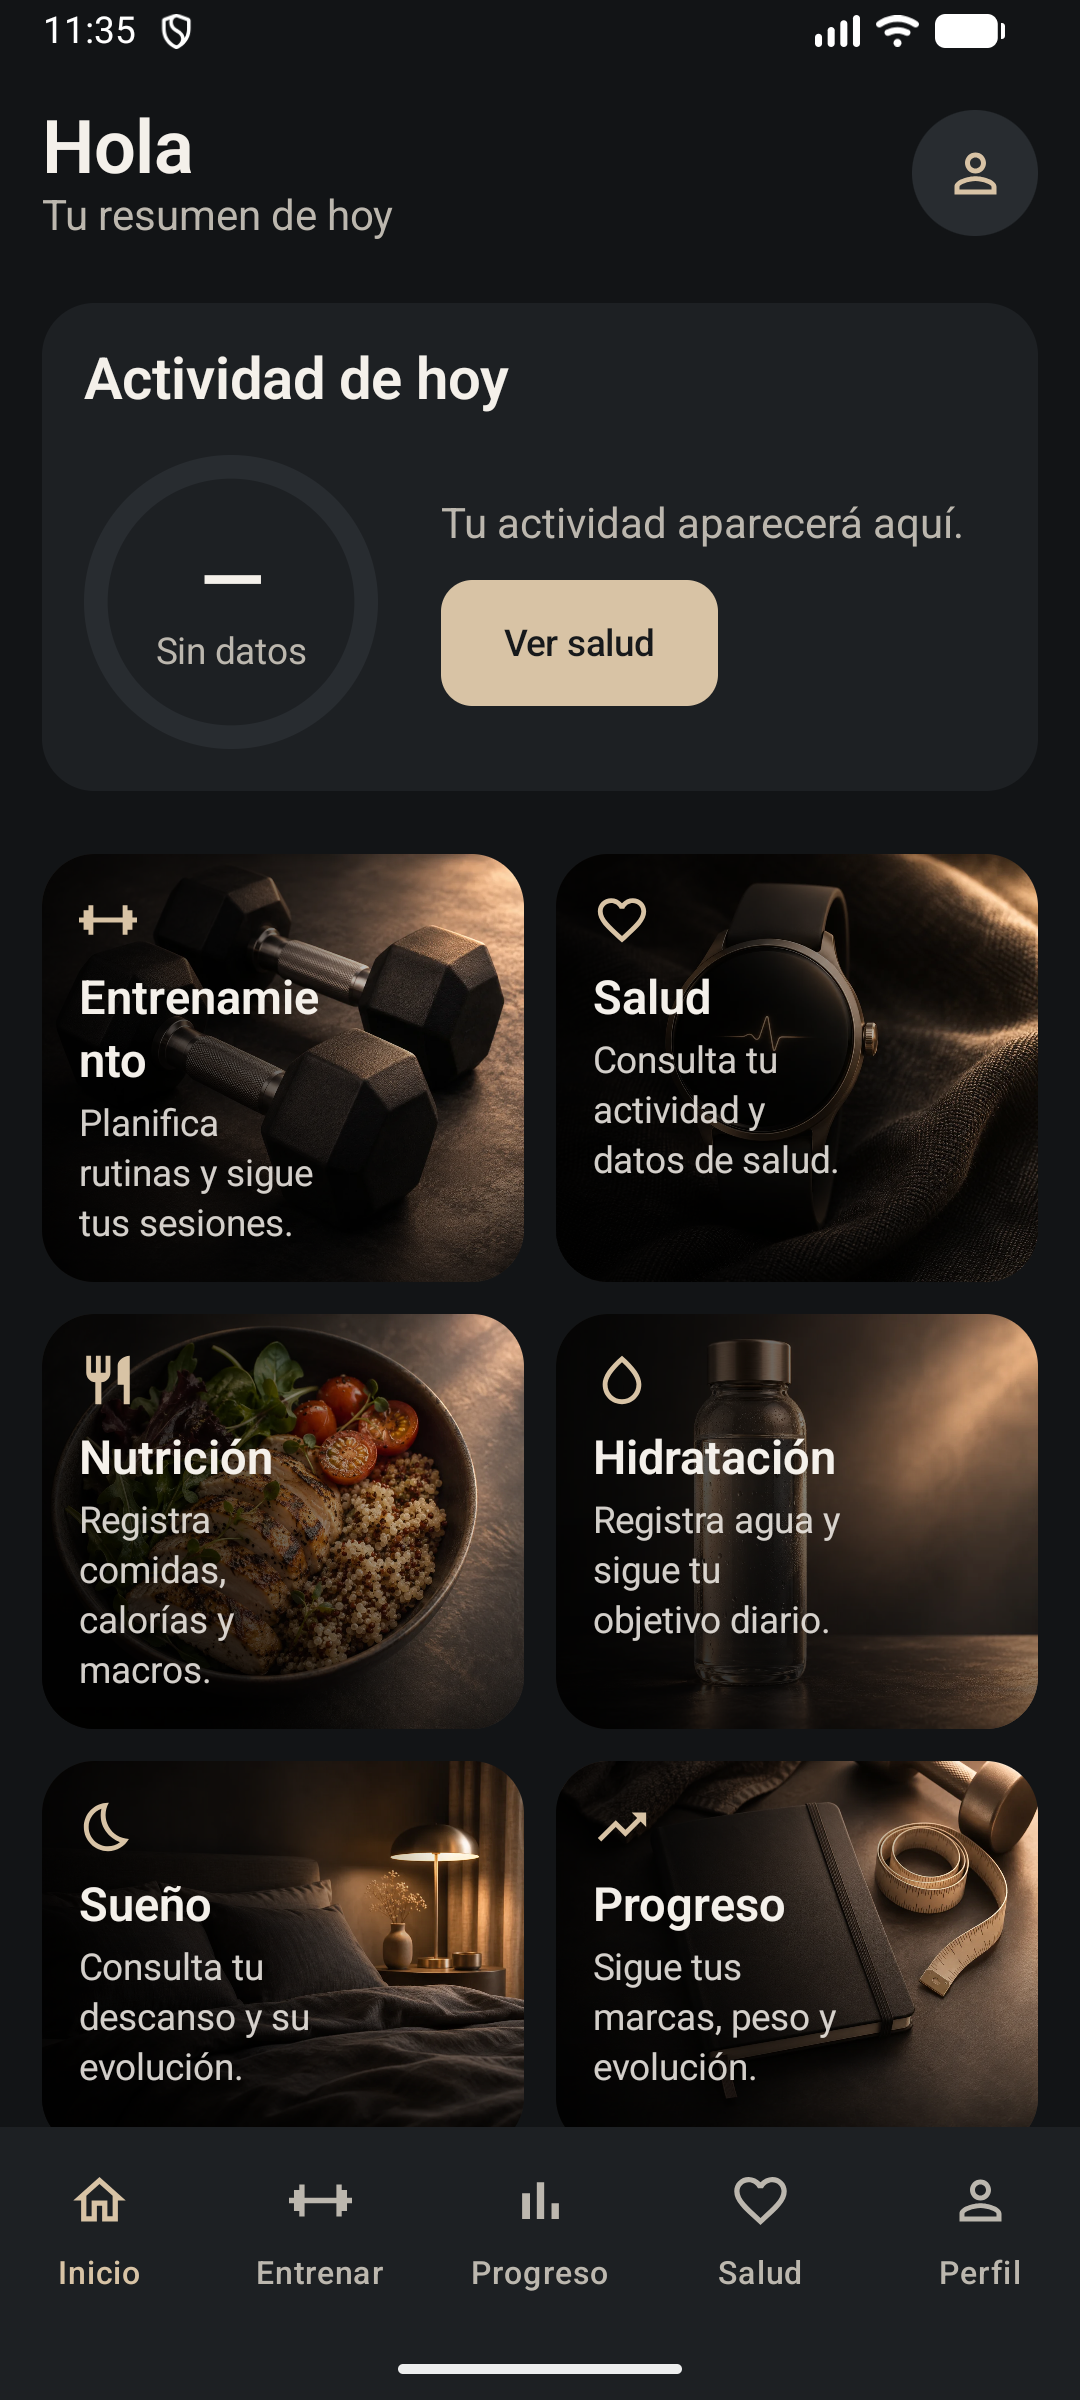 11:35
Hola
Tu resumen de hoy
Actividad de hoy
—
Sin datos
Tu actividad aparecerá aquí.
Ver salud
Entrenamie
nto
Planifica
rutinas y sigue
tus sesiones.
Salud
Consulta tu
actividad y
datos de salud.
Nutrición
Registra
comidas,
calorías y
macros.
Hidratación
Registra agua y
sigue tu
objetivo diario.
Sueño
Consulta tu
descanso y su
evolución.
Progreso
Sigue tus
marcas, peso y
evolución.
Inicio
Entrenar
Progreso
Salud
Perfil